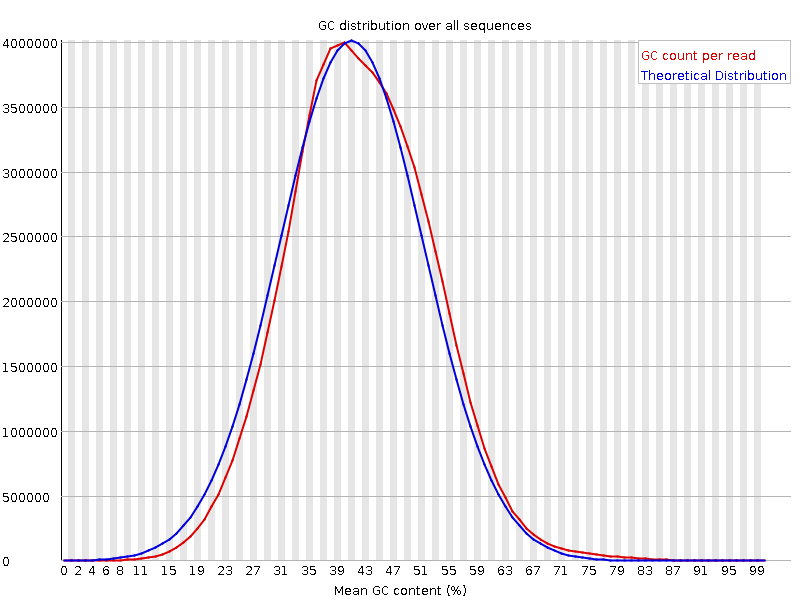 GC distribution over all sequences
GC count per read
Theoretical Distribution
4000000
3500000
3000000
2500000
2000000
1500000
1000000
500000
0
0 2 4 6 8 11 15 19 23 27 31 35 39 43 47 51 55 59 63 67 71 75 79 83 87 91 95 99
Mean GC content (%)